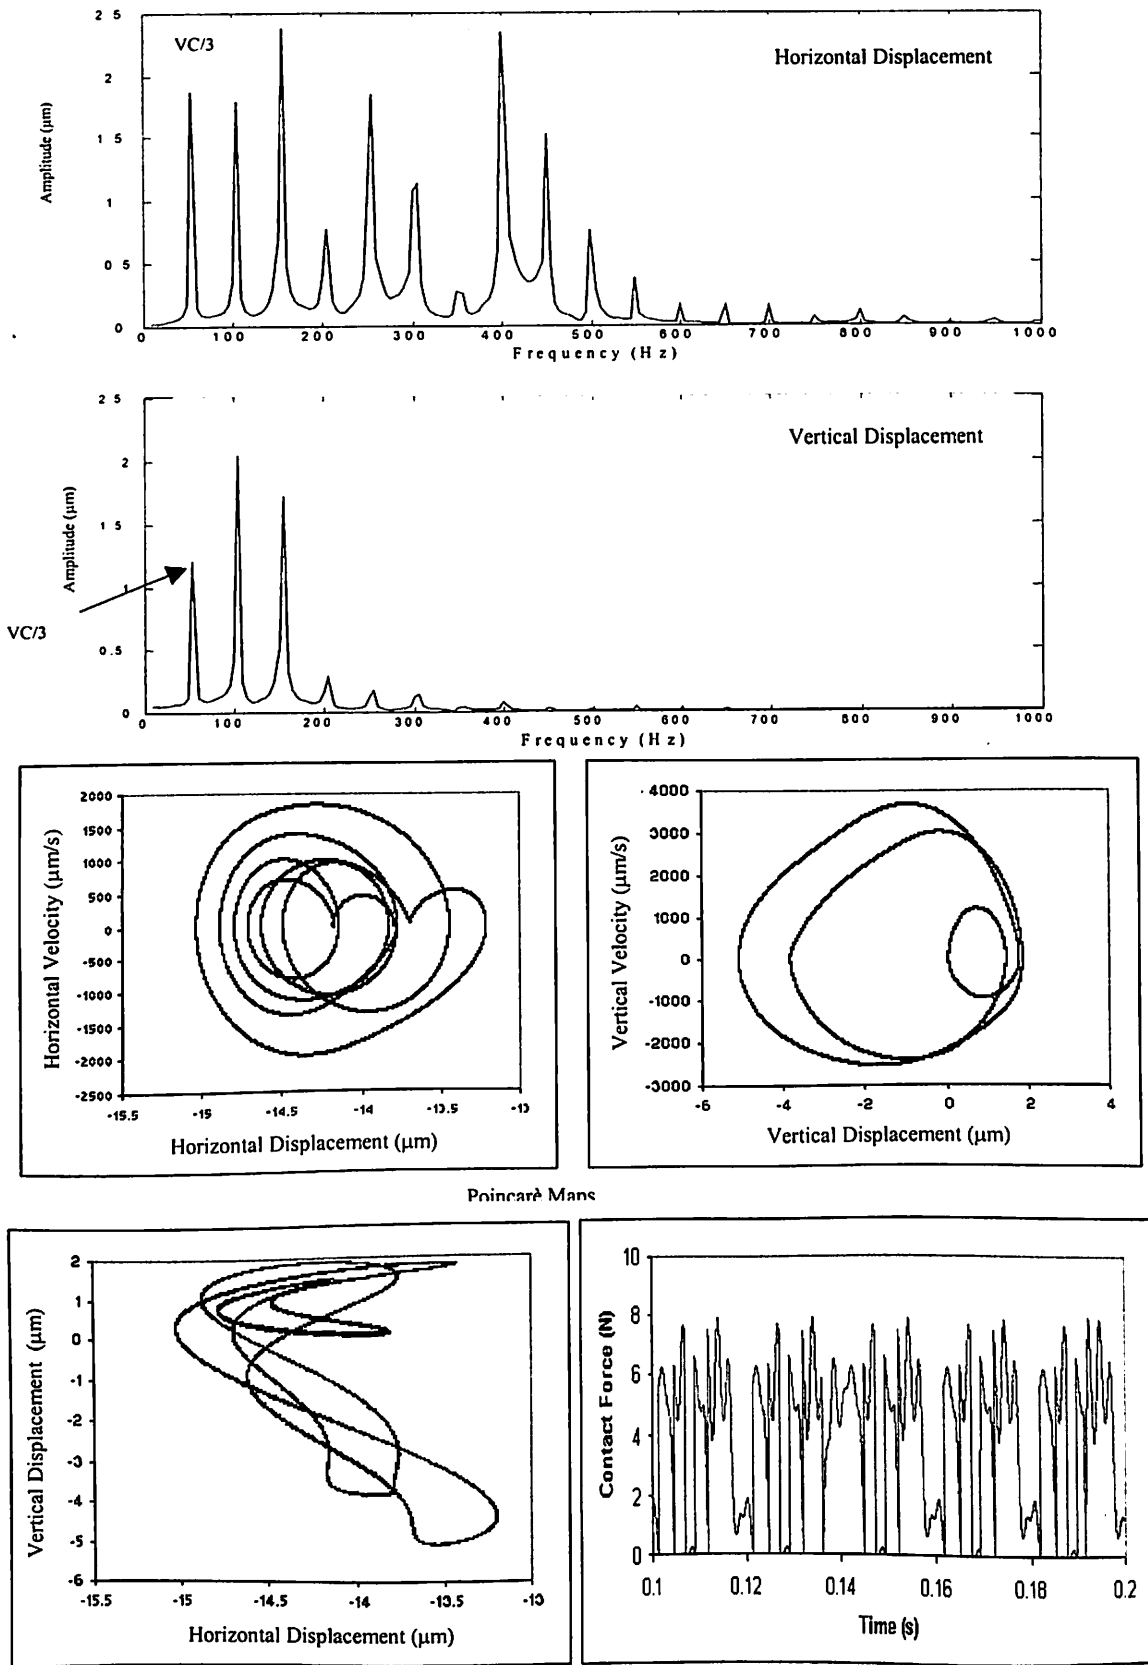 2 5
VC/3
Horizontal Displacement
2
Amplitude (μm)
1 5
1
0 5
0
100 200 300 400 500 600 700 800 900 1000
Frequency (Hz)
2 5
Vertical Displacement
2
Amplitude (μm)
1 5
1
VC/3
0 5
0
0 100 200 300 400 500 600 700 800 900 1000
Frequency (Hz)
2000
1500
1000
500
0
-500
-1000
-1500
-2000
-2500
Horizontal Velocity (μm/s)
-15.5 -15 -14.5 -14 -13.5 -13
Horizontal Displacement (μm)
4000
3000
2000
1000
0
-1000
-2000
-3000
Vertical Velocity (μm/s)
-6 -4 -2 0 2 4
Vertical Displacement (μm)
Poincarè Maps
2
1
0
-1
-2
-3
-4
-5
-6
Vertical Displacement (μm)
-15.5 -15 -14.5 -14 -13.5 -13
Horizontal Displacement (μm)
10
8
6
4
2
0
Contact Force (N)
0.1 0.12 0.14 0.16 0.18 0.2
Time (s)